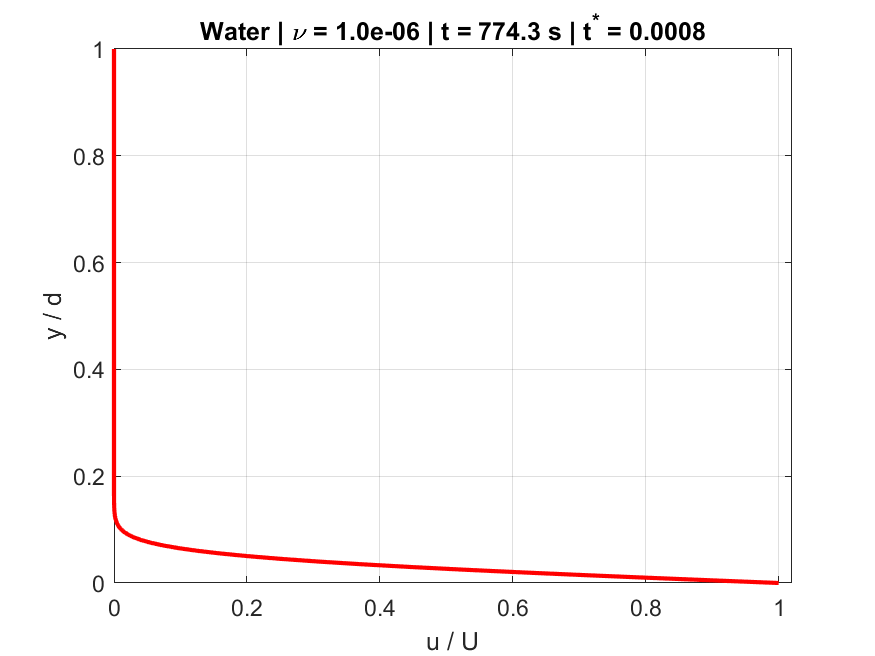 Water | ν = 1.0e-06 | t = 774.3 s | t* = 0.0008
1
0.8
0.6
0.4
0.2
0
y / d
0 0.2 0.4 0.6 0.8 1
u / U